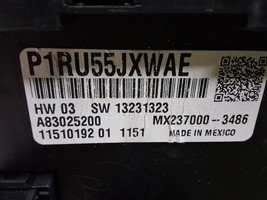 P1RU55JXWAE
HW 03 SW 13231323
A83025200 MX237000-3486
11510192 01 1151 MADE IN MEXICO